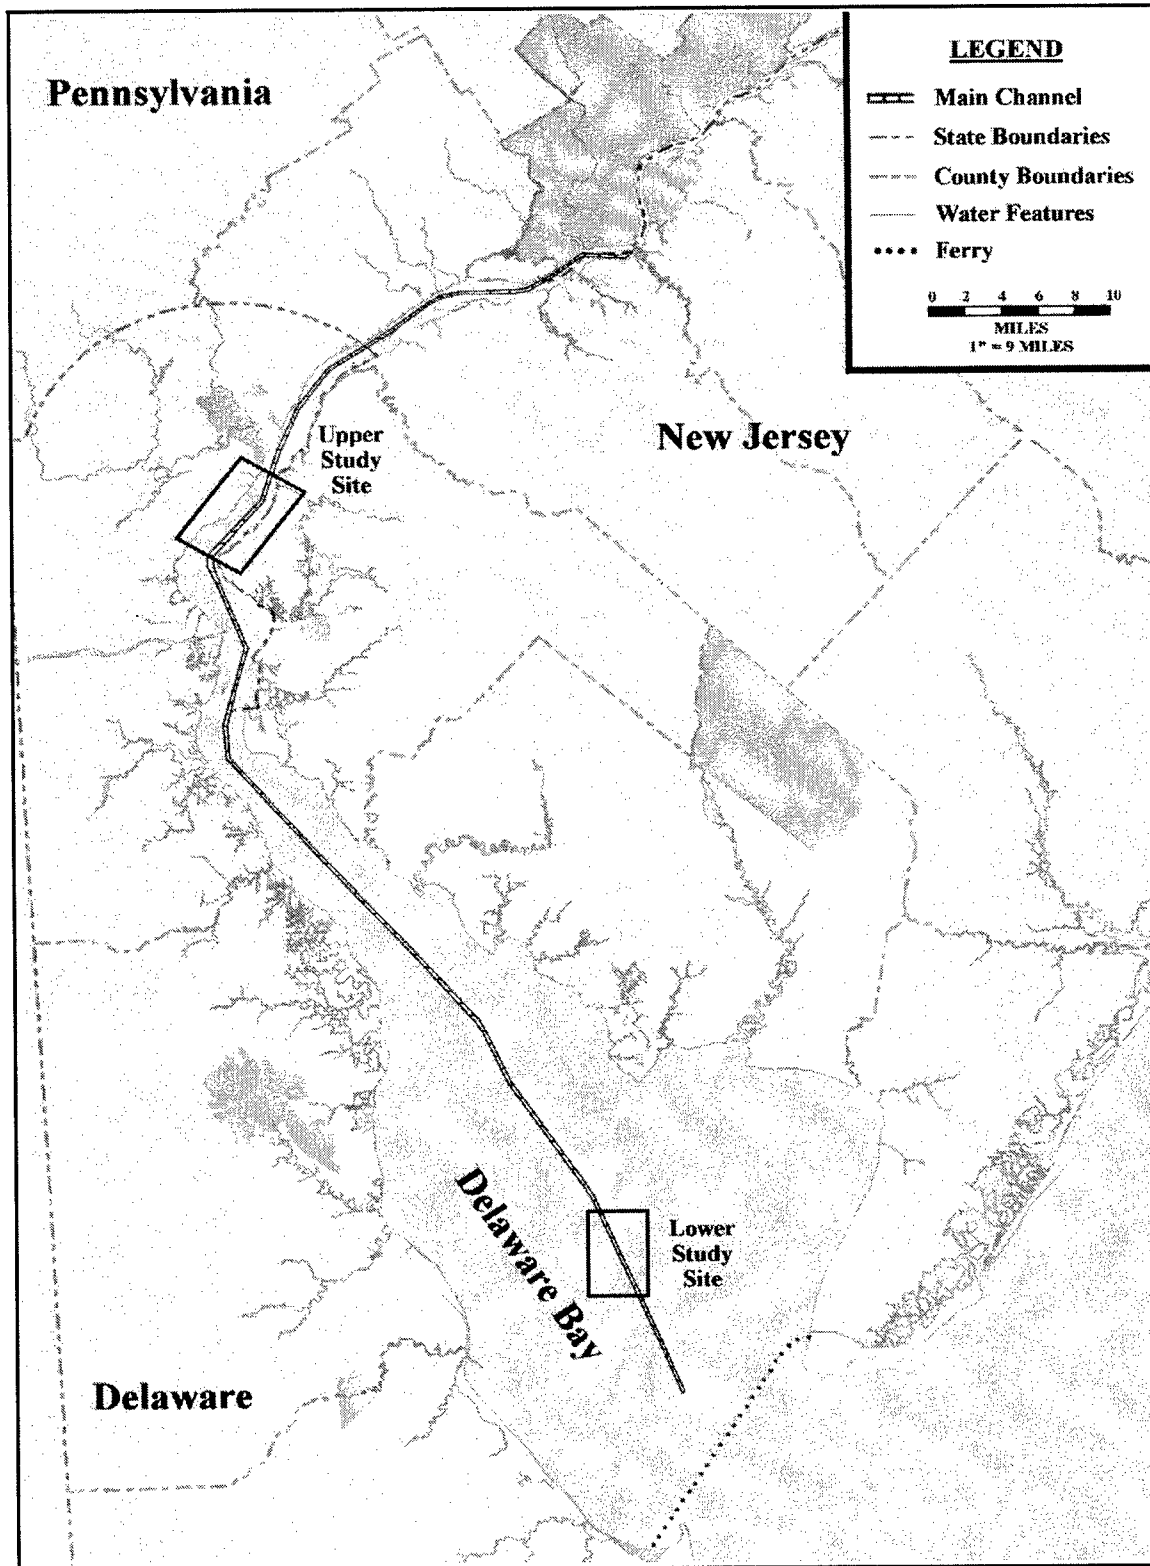 Pennsylvania
LEGEND
Main Channel
State Boundaries
County Boundaries
Water Features
Ferry
0 2 4 6 8 10
MILES
1" = 9 MILES
Upper
Study
Site
New Jersey
Delaware Bay
Lower
Study
Site
Delaware